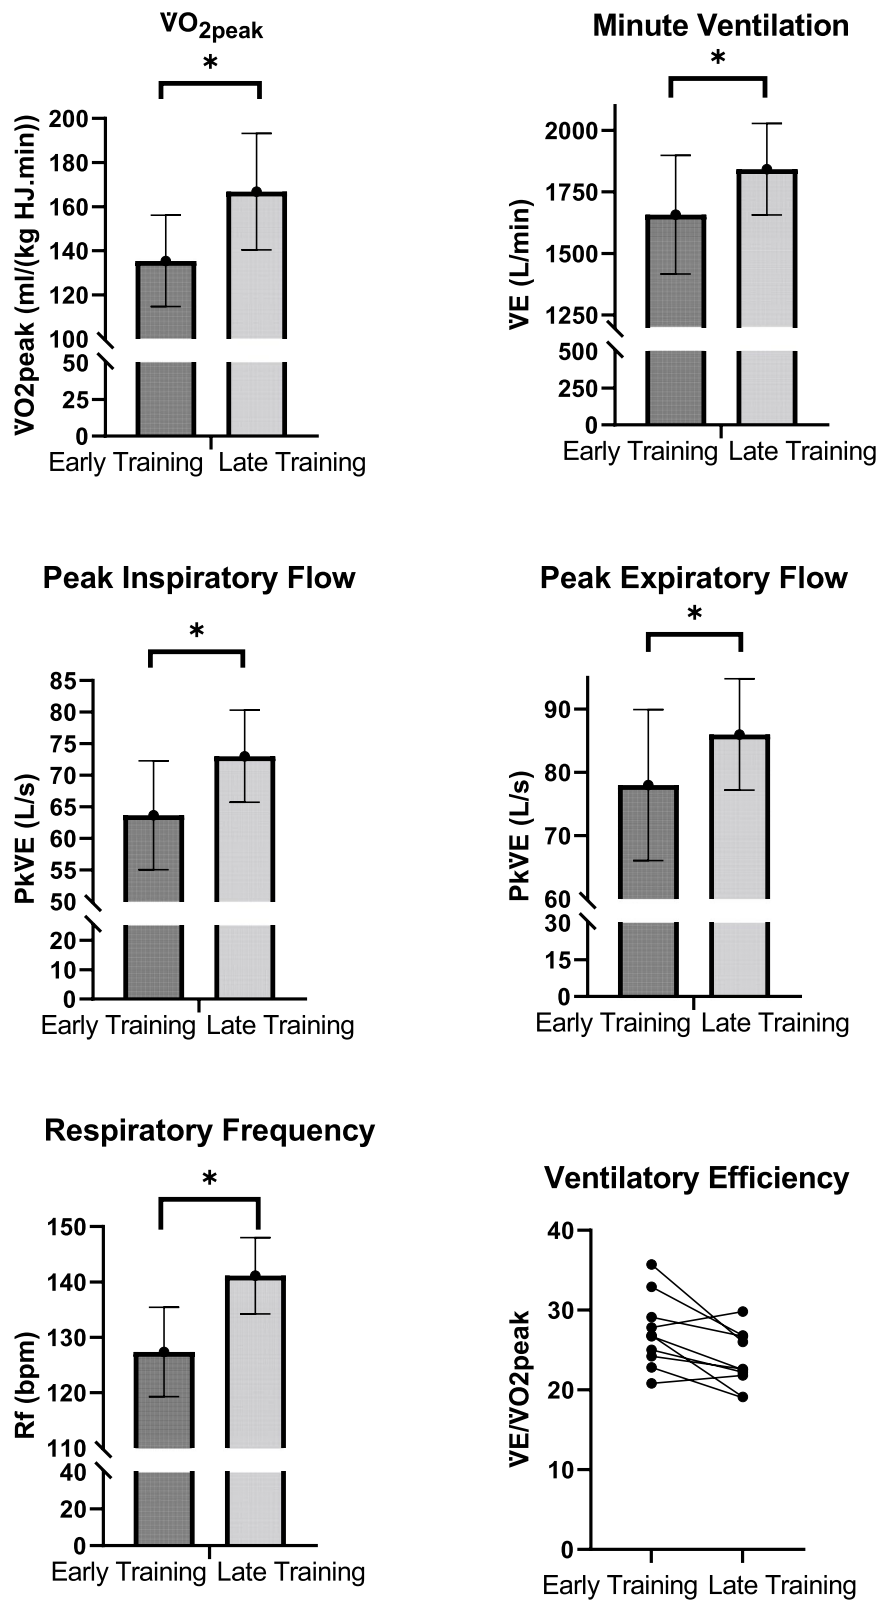 V̇O2peak
*
V̇O2peak (ml/(kg HJ.min))
200
180
160
140
120
100
50
25
0
Early Training Late Training
Minute Ventilation
*
V̇E (L/min)
2000
1750
1500
1250
500
250
0
Early Training Late Training
Peak Inspiratory Flow
*
PkV̇E (L/s)
85
80
75
70
65
60
55
50
20
10
0
Early Training Late Training
Peak Expiratory Flow
*
PkV̇E (L/s)
90
80
70
60
30
15
0
Early Training Late Training
Respiratory Frequency
*
Rf (bpm)
150
140
130
120
110
40
20
0
Early Training Late Training
Ventilatory Efficiency
V̇E/V̇O2peak
40
30
20
10
0
Early Training Late Training